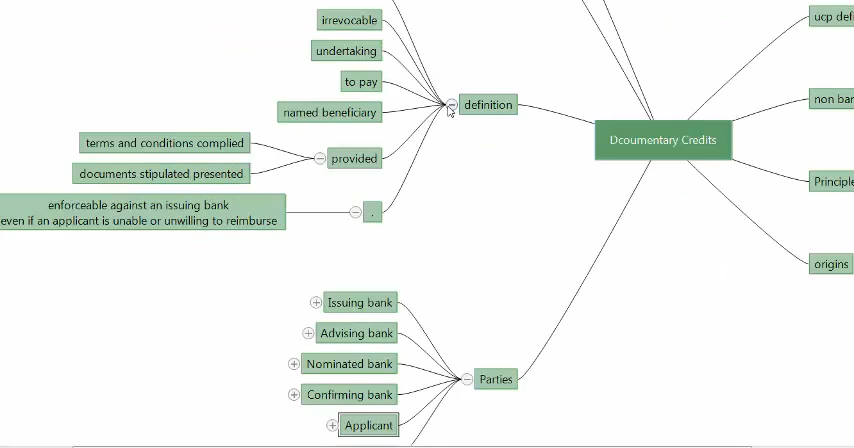 irrevocable
undertaking
to pay
named beneficiary
definition
terms and conditions complied
documents stipulated presented
provided
enforceable against an issuing bank
even if an applicant is unable or unwilling to reimburse
.
Dcoumentary Credits
ucp
non
origins
Issuing bank
Advising bank
Nominated bank
Confirming bank
Applicant
Parties